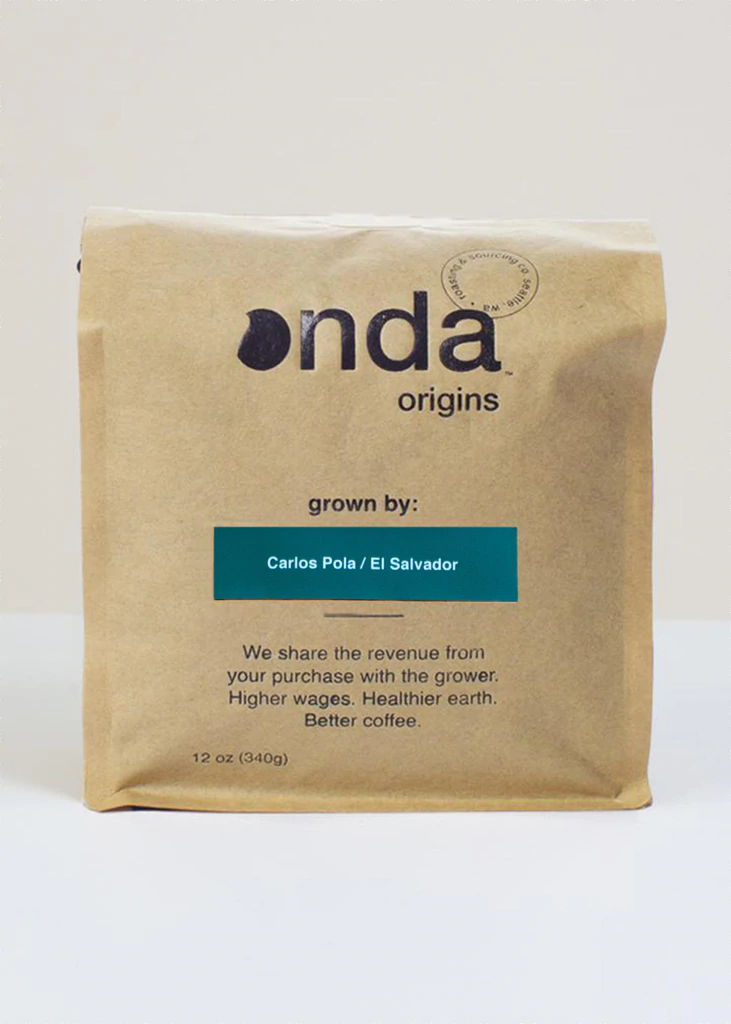 roasting & sourcing co. seattle, wa •
onda™
origins
grown by:
Carlos Pola / El Salvador
We share the revenue from
your purchase with the grower.
Higher wages. Healthier earth.
Better coffee.
12 oz (340g)